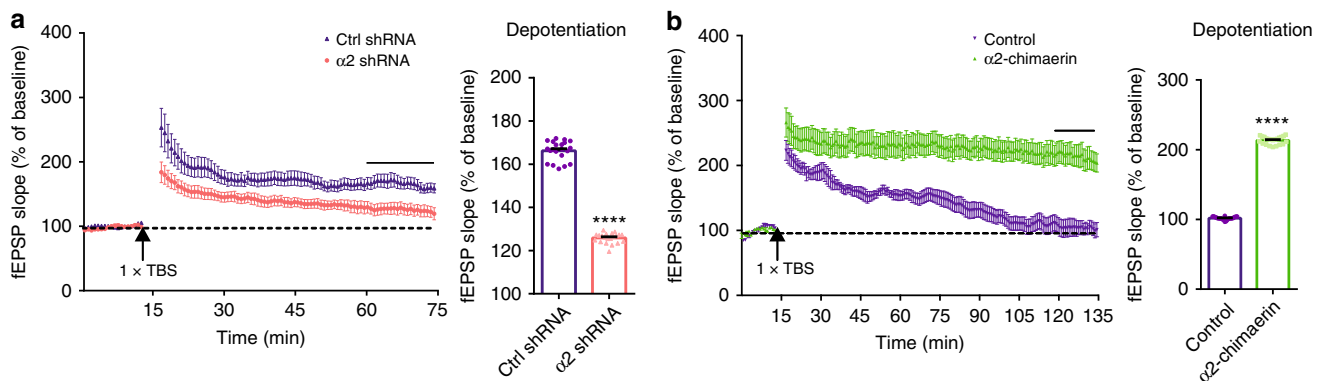 a
fEPSP slope (% of baseline)
400
300
200
100
0
15
30
45
60
75
Time (min)
Ctrl shRNA
α2 shRNA
1 × TBS
Depotentiation
fEPSP slope (% of baseline)
200
180
160
140
120
100
****
Ctrl shRNA
α2 shRNA
b
fEPSP slope (% of baseline)
400
300
200
100
0
15
30
45
60
75
90
105
120
135
Time (min)
Control
α2-chimaerin
1 × TBS
Depotentiation
fEPSP slope (% of baseline)
300
200
100
0
****
Control
α2-chimaerin